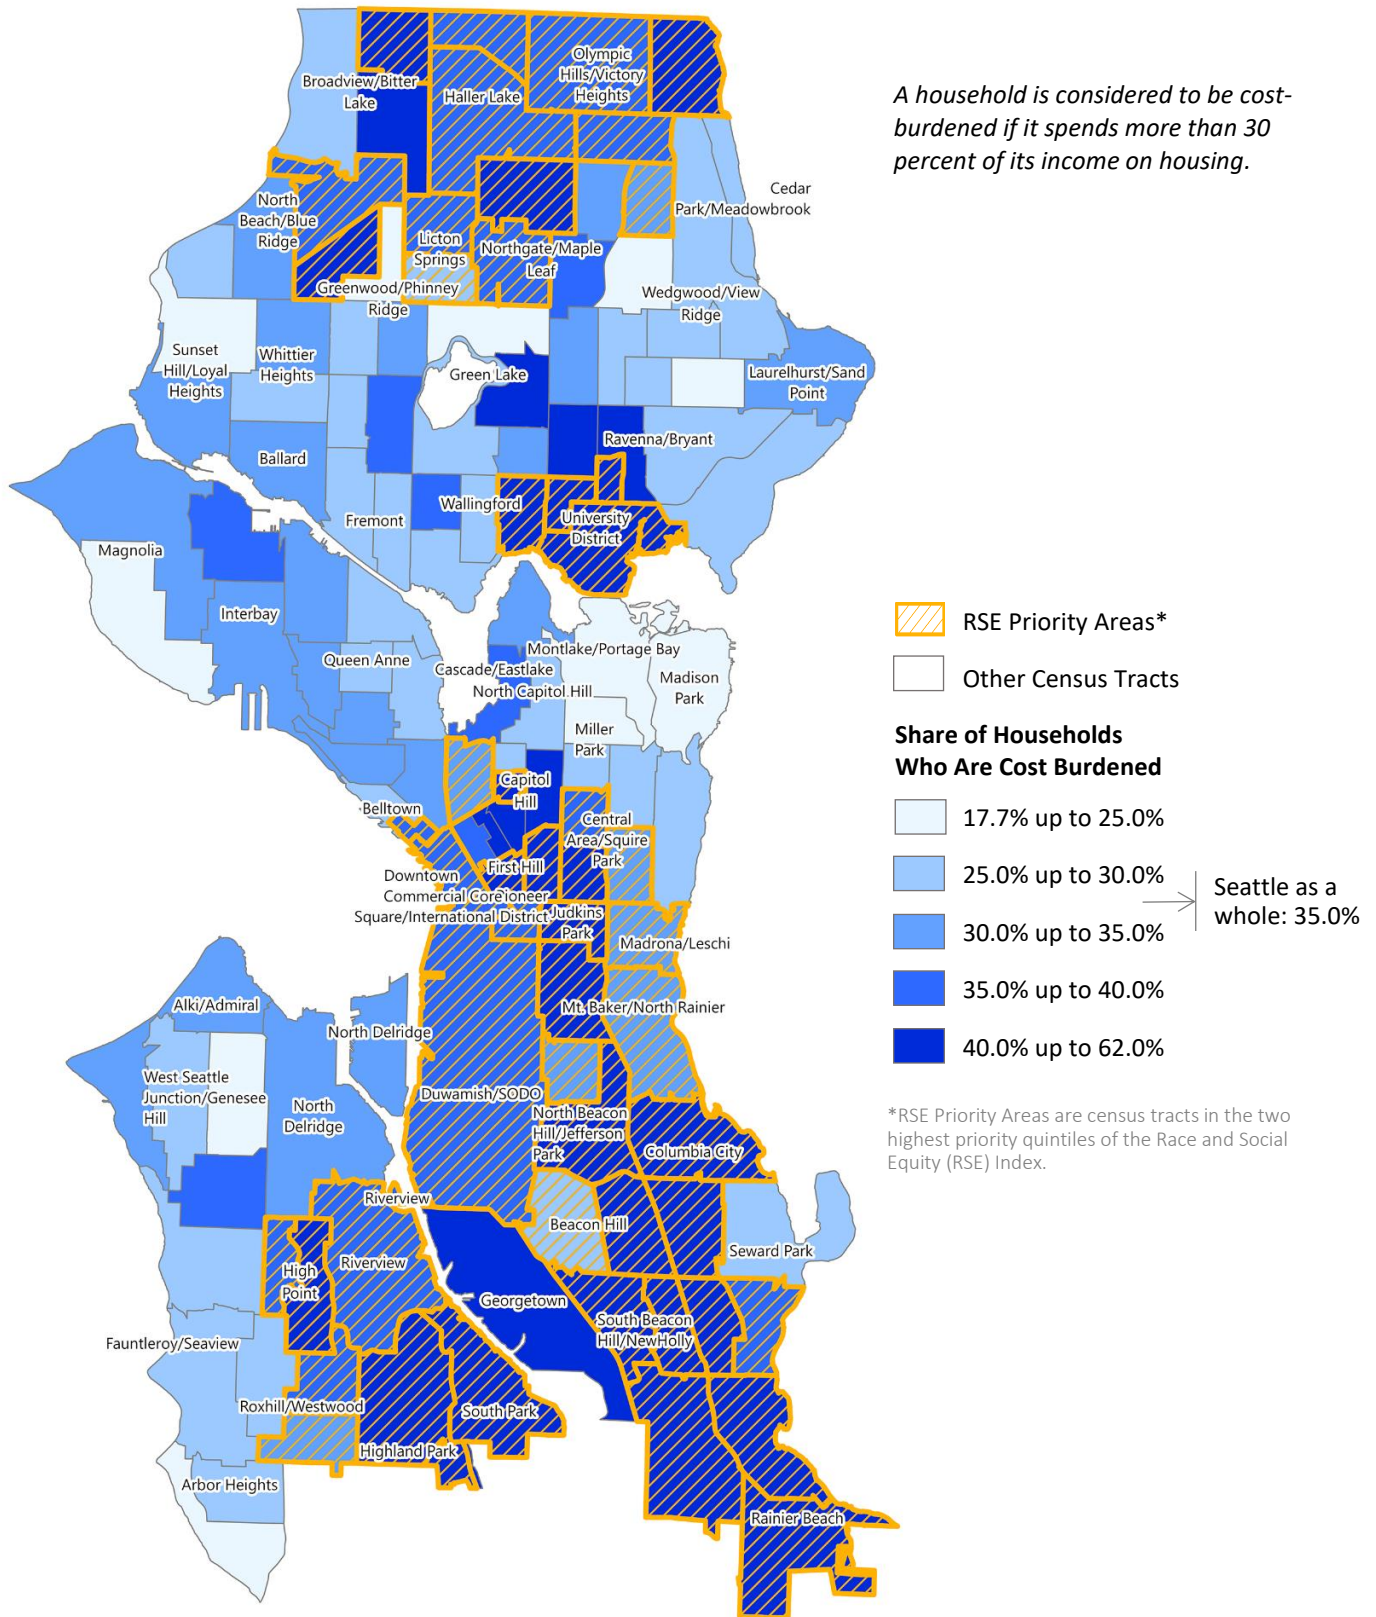 Broadview/Bitter
Lake
Haller Lake
Olympic
Hills/Victory
Heights
A household is considered to be cost-
burdened if it spends more than 30
percent of its income on housing.
Cedar
Park/Meadowbrook
North
Beach/Blue
Ridge
Licton
Springs
Northgate/Maple
Leaf
Greenwood/Phinney
Ridge
Wedgwood/View
Ridge
Sunset
Hill/Loyal
Heights
Whittier
Heights
Green Lake
Laurelhurst/Sand
Point
Ballard
Ravenna/Bryant
Wallingford
Fremont
University
District
Magnolia
Interbay
Queen Anne
Montlake/Portage Bay
Cascade/Eastlake
North Capitol Hill
Madison
Park
Miller
Park
Capitol
Hill
Belltown
Central
Area/Squire
Park
First Hill
Downtown
Commercial Core
Pioneer
Square/International District
Judkins
Park
Madrona/Leschi
Alki/Admiral
North Delridge
Mt. Baker/North Rainier
West Seattle
Junction/Genesee
Hill
North
Delridge
Duwamish/SODO
North Beacon
Hill/Jefferson
Park
Columbia City
Riverview
Beacon Hill
Seward Park
High
Point
Riverview
Georgetown
South Beacon
Hill/NewHolly
Fauntleroy/Seaview
Roxhill/Westwood
South Park
Highland Park
Arbor Heights
Rainier Beach
RSE Priority Areas*
Other Census Tracts
Share of Households
Who Are Cost Burdened
17.7% up to 25.0%
25.0% up to 30.0%
30.0% up to 35.0%
35.0% up to 40.0%
40.0% up to 62.0%
Seattle as a
whole: 35.0%
*RSE Priority Areas are census tracts in the two
highest priority quintiles of the Race and Social
Equity (RSE) Index.